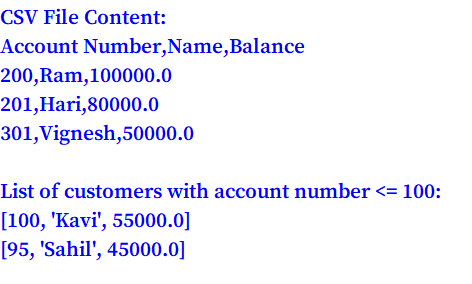 CSV File Content:
Account Number,Name,Balance
200,Ram,100000.0
201,Hari,80000.0
301,Vignesh,50000.0
List of customers with account number <= 100:
[100, 'Kavi', 55000.0]
[95, 'Sahil', 45000.0]